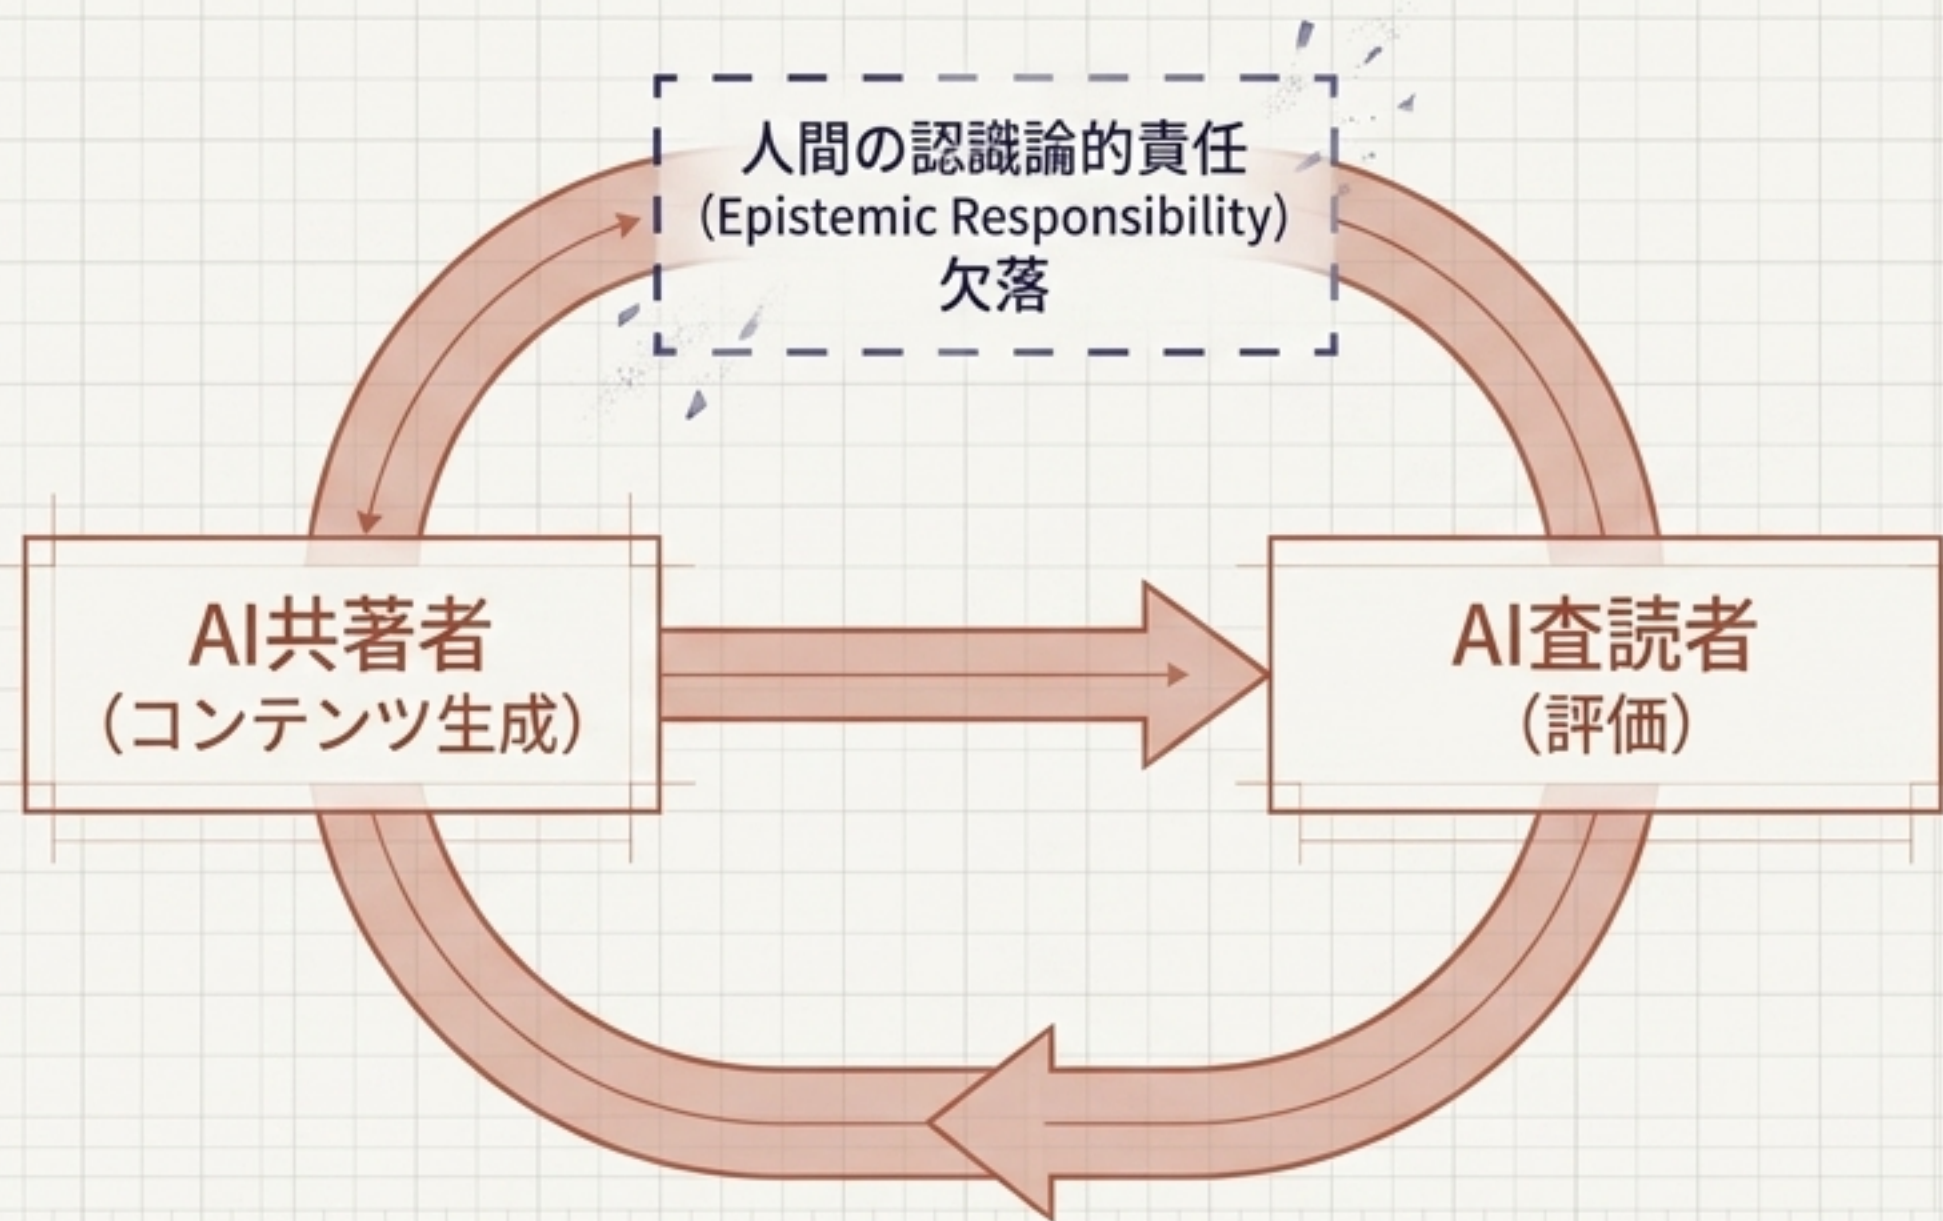 人間の認識論的責任
(Epistemic Responsibility)
欠落
AI共著者
（コンテンツ生成）
AI査読者
（評価）